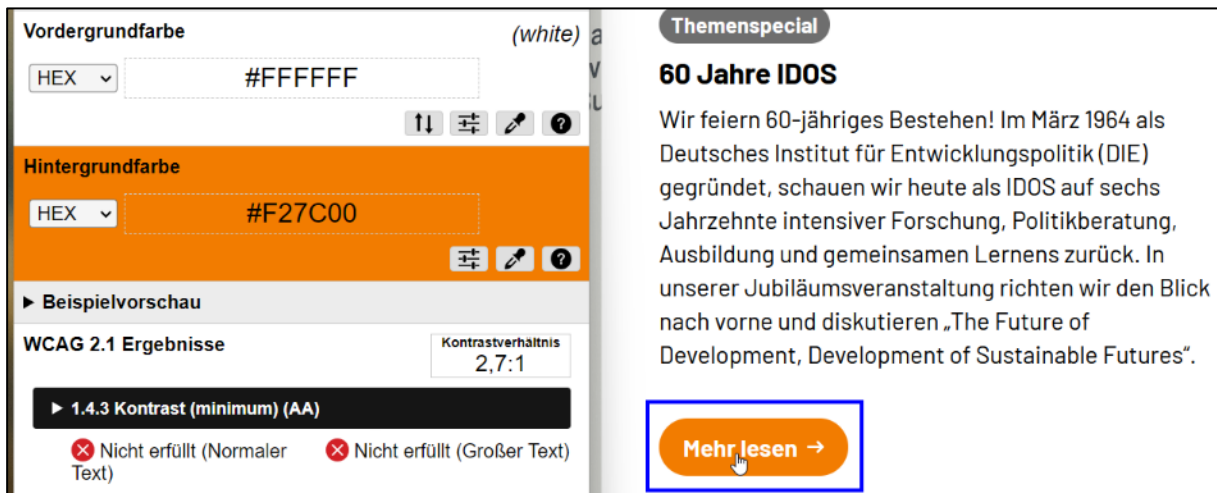 Vordergrundfarbe
(white)
HEX
#FFFFFF
Hintergrundfarbe
HEX
#F27C00
Beispielvorschau
WCAG 2.1 Ergebnisse
Kontrastverhältnis
2,7:1
1.4.3 Kontrast (minimum) (AA)
Nicht erfüllt (Normaler
Text)
Nicht erfüllt (Großer Text)
Themenspecial
60 Jahre IDOS
Wir feiern 60-jähriges Bestehen! Im März 1964 als
Deutsches Institut für Entwicklungspolitik (DIE)
gegründet, schauen wir heute als IDOS auf sechs
Jahrzehnte intensiver Forschung, Politikberatung,
Ausbildung und gemeinsamen Lernens zurück. In
unserer Jubiläumsveranstaltung richten wir den Blick
nach vorne und diskutieren „The Future of
Development, Development of Sustainable Futures“.
Mehr lesen →